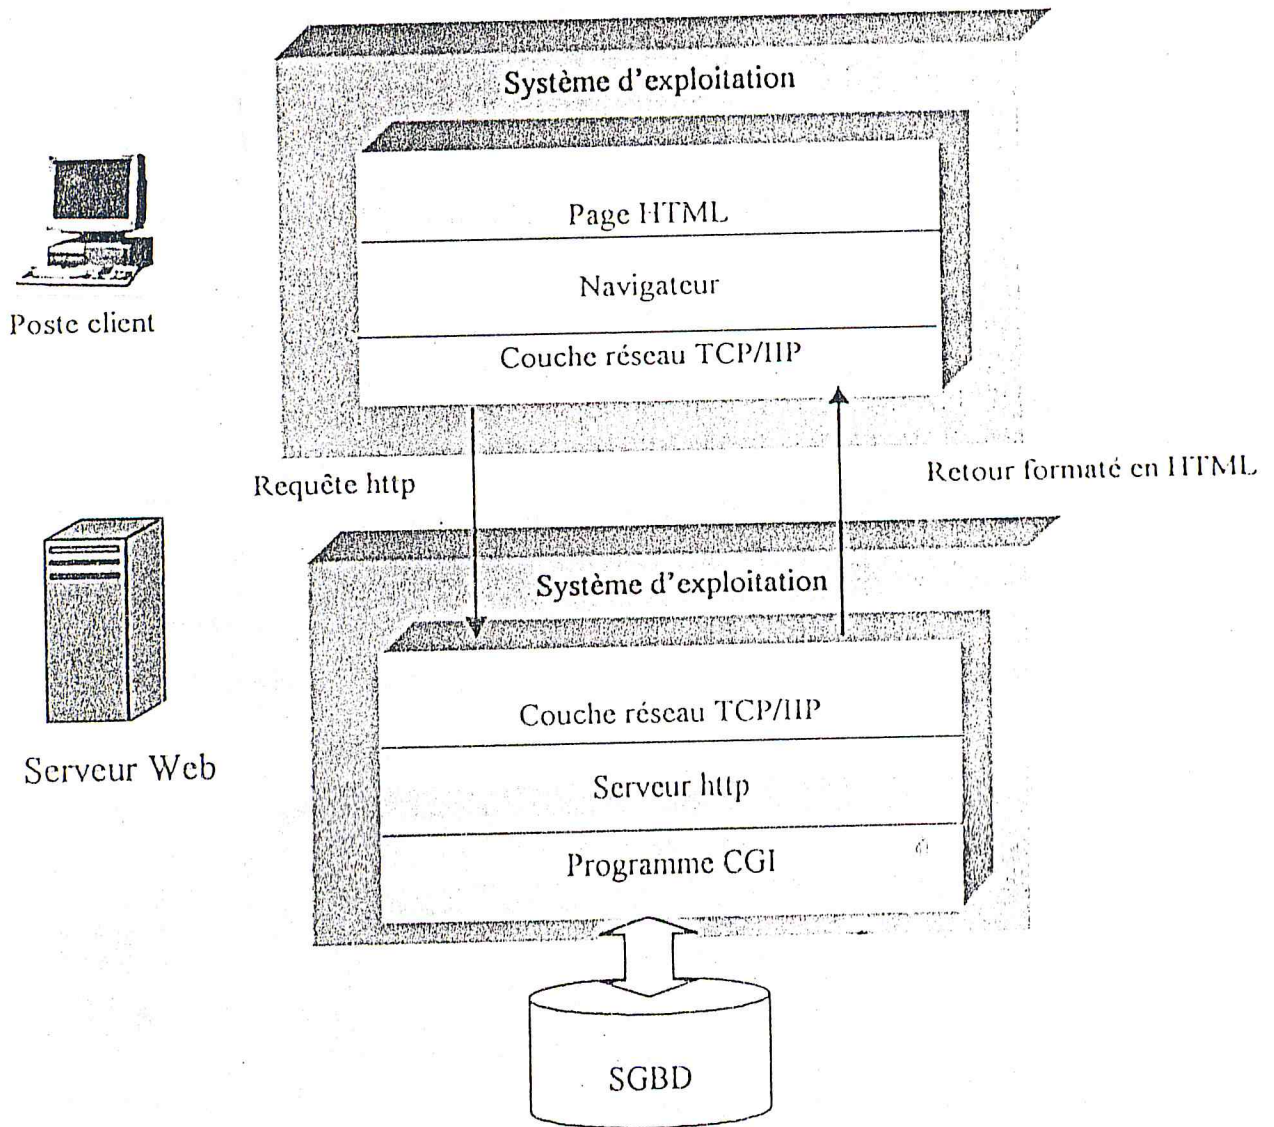 Système d'exploitation
Page HTML
Navigateur
Poste client
Couche réseau TCP/IIP
Requête http
Retour formaté en HTML
Système d'exploitation
Couche réseau TCP/IIP
Serveur Web
Serveur http
Programme CGI
SGBD